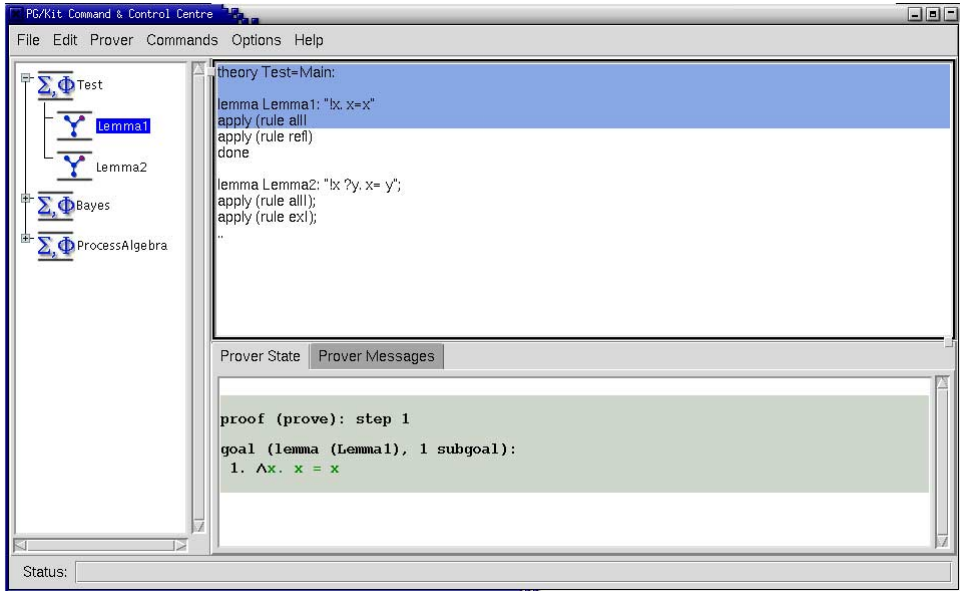 PG/Kit Command & Control Centre
File Edit Prover Commands Options Help
Σ,Φ Test
Lemma1
Lemma2
Σ,Φ Bayes
Σ,Φ ProcessAlgebra
theory Test=Main:
lemma Lemma1: "!x. x=x"
apply (rule allI
apply (rule refl)
done
lemma Lemma2: "!x ?y. x= y";
apply (rule allI);
apply (rule exI);
..
Prover State Prover Messages
proof (prove): step 1
goal (lemma (Lemma1), 1 subgoal):
1. ⋀x. x = x
Status: